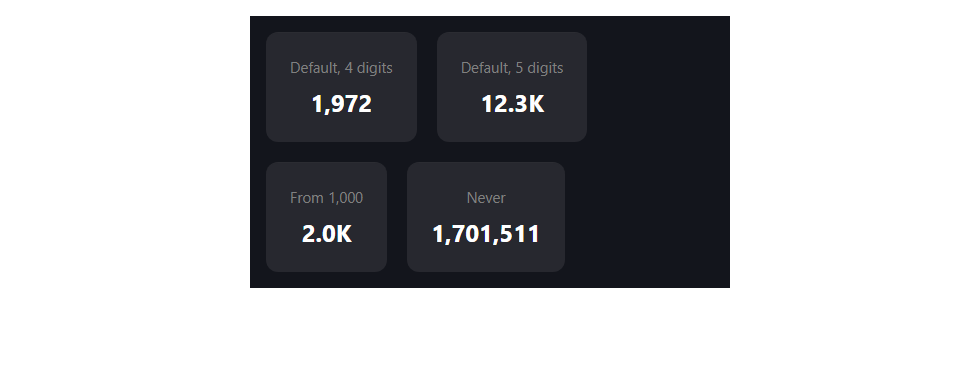 Default, 4 digits
1,972
Default, 5 digits
12.3K
From 1,000
2.0K
Never
1,701,511